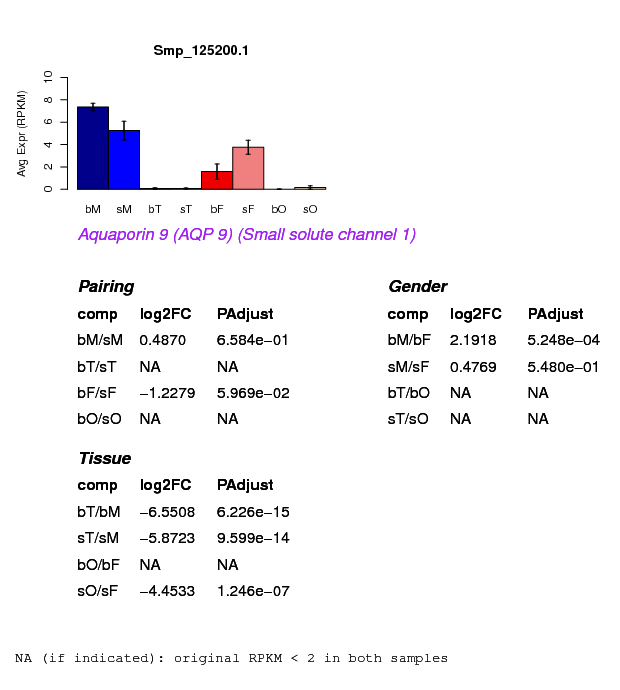 Smp_125200.1
Avg Expr (RPKM)
10
8
6
4
2
0
bM sM bT sT bF sF bO sO
Aquaporin 9 (AQP 9) (Small solute channel 1)
Pairing
comp log2FC PAdjust
bM/sM 0.4870 6.584e−01
bT/sT NA NA
bF/sF −1.2279 5.969e−02
bO/sO NA NA
Gender
comp log2FC PAdjust
bM/bF 2.1918 5.248e−04
sM/sF 0.4769 5.480e−01
bT/bO NA NA
sT/sO NA NA
Tissue
comp log2FC PAdjust
bT/bM −6.5508 6.226e−15
sT/sM −5.8723 9.599e−14
bO/bF NA NA
sO/sF −4.4533 1.246e−07
NA (if indicated): original RPKM < 2 in both samples